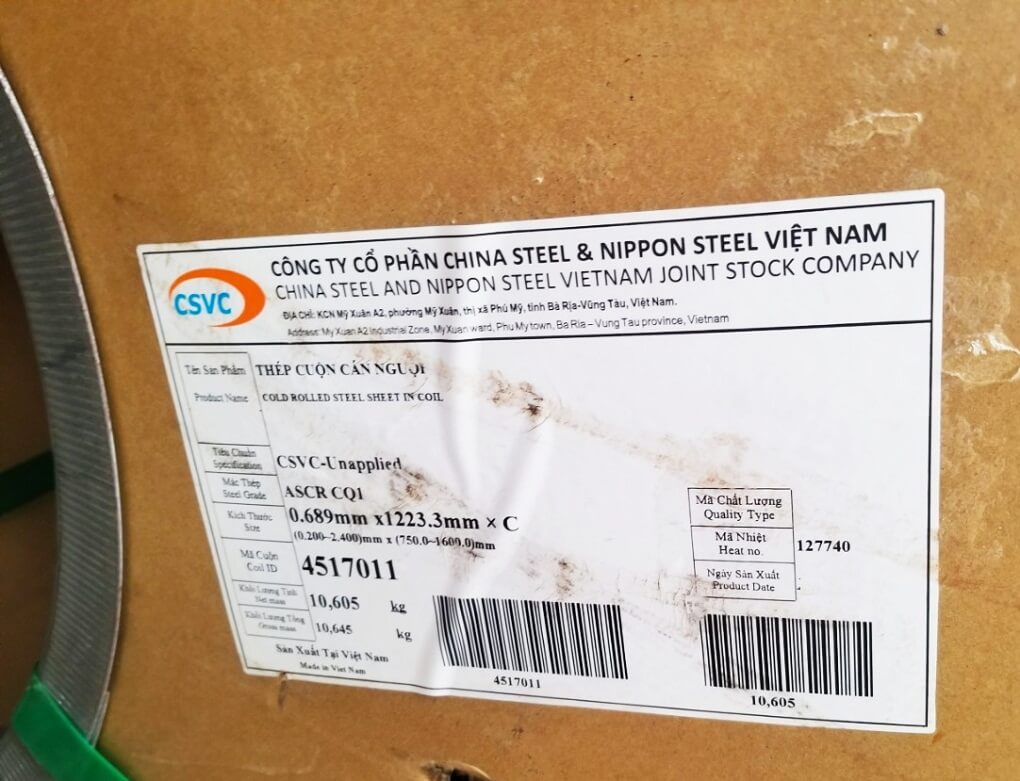 CSVC
CÔNG TY CỔ PHẦN CHINA STEEL & NIPPON STEEL VIỆT NAM
CHINA STEEL AND NIPPON STEEL VIETNAM JOINT STOCK COMPANY
ĐỊA CHỈ: KCN Mỹ Xuân A2, phường Mỹ Xuân, thị xã Phú Mỹ, tỉnh Bà Rịa-Vũng Tàu, Việt Nam.
Address: My Xuan A2 Industrial Zone, My Xuan ward, Phu My town, Ba Ria – Vung Tau province, Vietnam
Tên Sản Phẩm THÉP CUỘN CÁN NGUỘI
Product Name COLD ROLLED STEEL SHEET IN COIL
Tiêu Chuẩn
Specification CSVC-Unapplied
Mác Thép
Steel Grade ASCR CQ1
Kích Thước
Size 0.689mm x1223.3mm × C
(0.200~2.400)mm x (750.0~1600.0)mm
Mã Cuộn
Coil ID 4517011
Khối Lượng Tịnh
Net mass 10,605 kg
Khối Lượng Tổng
Gross mass 10,645 kg
Sản Xuất Tại Việt Nam
Made in Viet Nam
4517011
Mã Chất Lượng
Quality Type
Mã Nhiệt
Heat no. 127740
Ngày Sản Xuất
Product Date
10,605